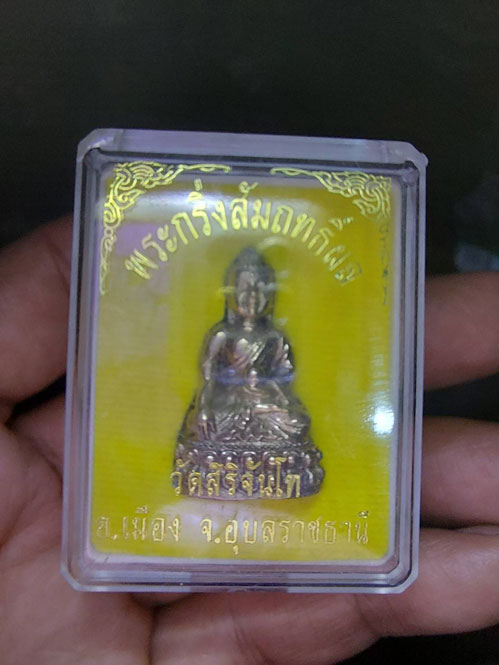 พระกริ่งสัมฤทธิ์ผล
วัดสิริจันโท
อ.เมือง จ.อุบลราชธานี